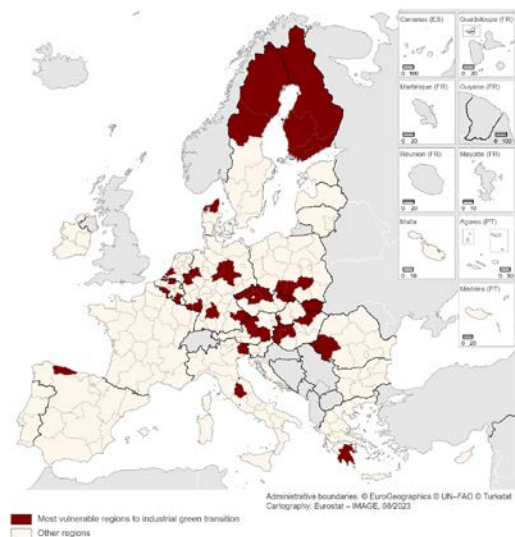 Canarias (ES)
Guadeloupe (FR)
0 100
0 20
Martinique (FR)
Guyane (FR)
0 20
0 100
Réunion (FR)
Mayotte (FR)
0 20
0 10
Malta
Açores (PT)
0 10
0 50
Madeira (PT)
0 20
Administrative boundaries: © EuroGeographics © UN–FAO © Turkstat
Cartography: Eurostat – IMAGE, 08/2023
Most vulnerable regions to industrial green transition
Other regions